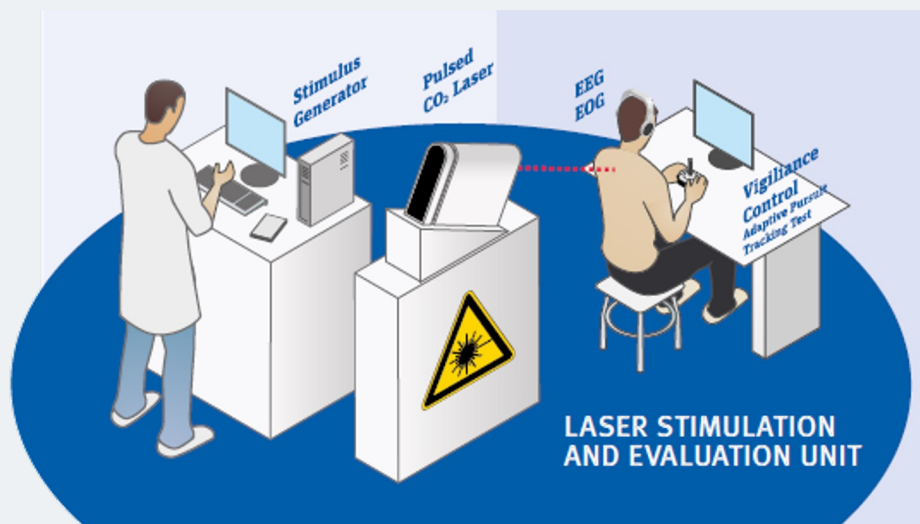 Stimulus
Generator
Pulsed
CO₂ Laser
EEG
EOG
Vigiliance
Control
Adaptive Pursuit
Tracking Test
LASER STIMULATION
AND EVALUATION UNIT